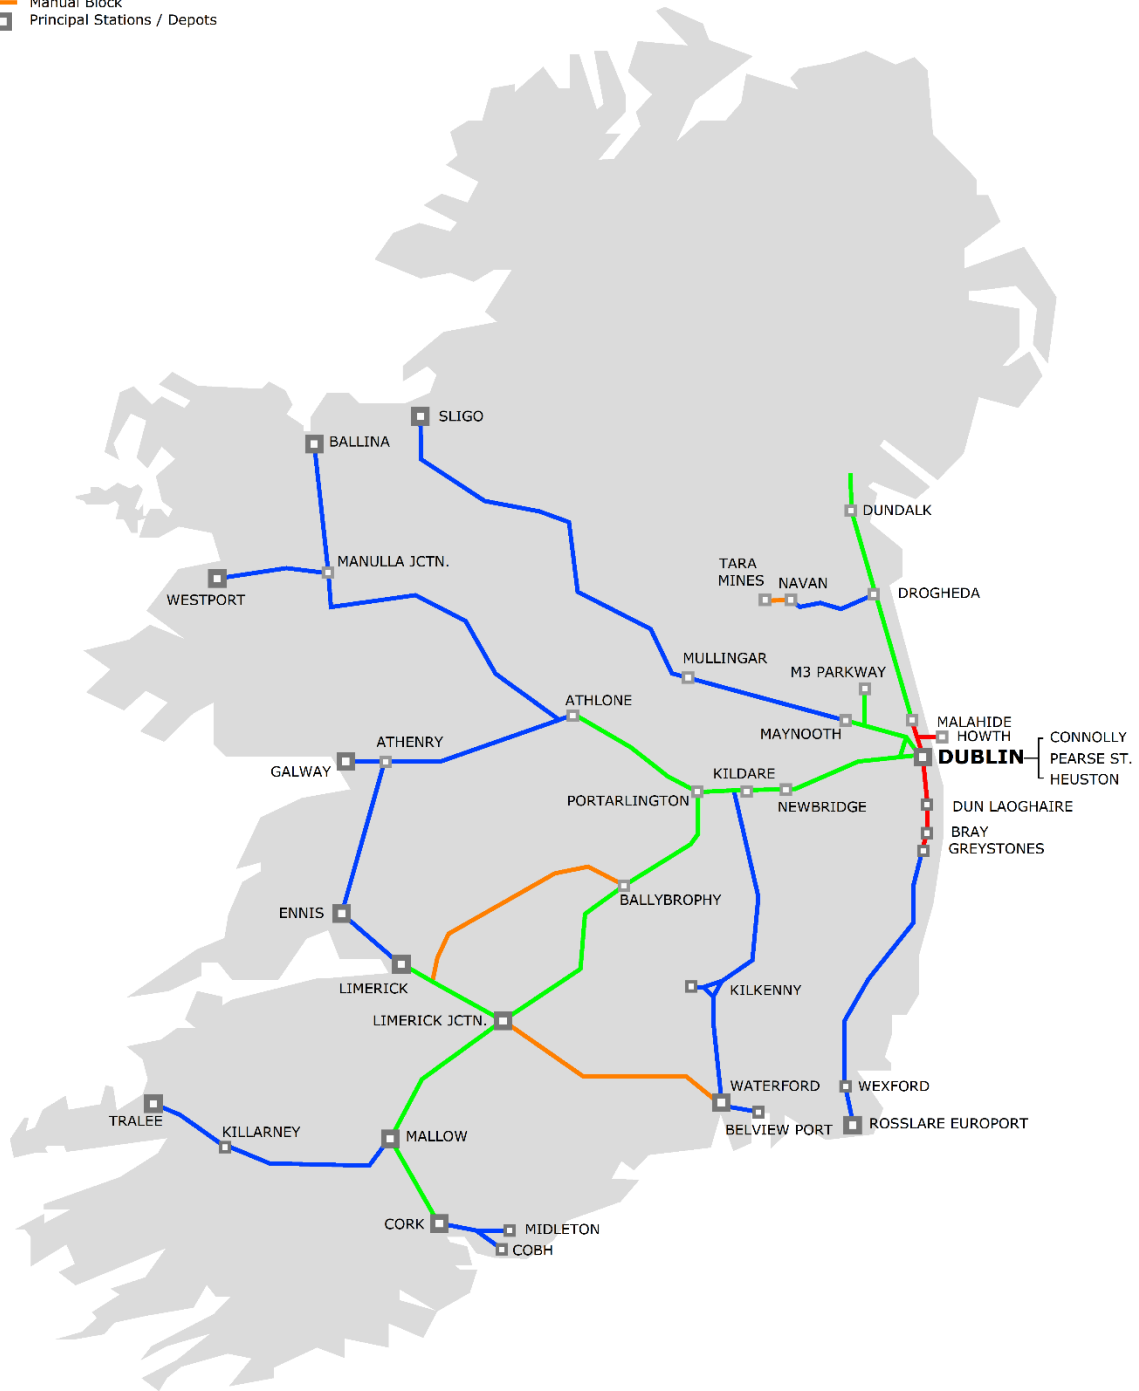 Manual Block
Principal Stations / Depots
SLIGO
BALLINA
DUNDALK
MANULLA JCTN.
TARA
MINES
NAVAN
WESTPORT
DROGHEDA
MULLINGAR
M3 PARKWAY
ATHLONE
MALAHIDE
MAYNOOTH
HOWTH
CONNOLLY
ATHENRY
DUBLIN
PEARSE ST.
GALWAY
KILDARE
HEUSTON
PORTARLINGTON
NEWBRIDGE
DUN LAOGHAIRE
BRAY
GREYSTONES
BALLYBROPHY
ENNIS
LIMERICK
KILKENNY
LIMERICK JCTN.
WATERFORD
WEXFORD
TRALEE
BELVIEW PORT
ROSSLARE EUROPORT
KILLARNEY
MALLOW
CORK
MIDLETON
COBH